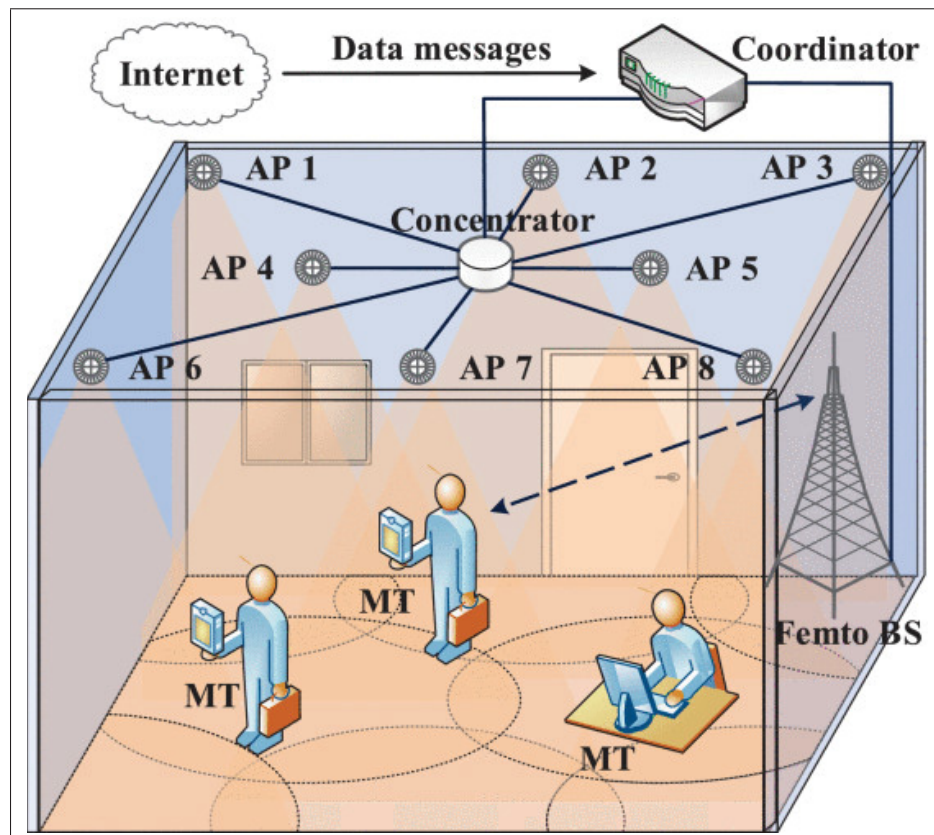 Data messages
Coordinator
Internet
AP 1
AP 2
AP 3
Concentrator
AP 4
AP 5
AP 6
AP 7
AP 8
MT
Femto BS
MT
MT